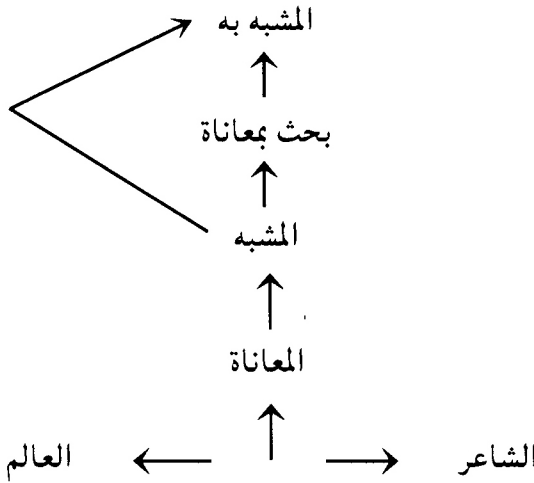 المشبه به
بحث بمعاناة
المشبه
المعاناة
الشاعر
العالم